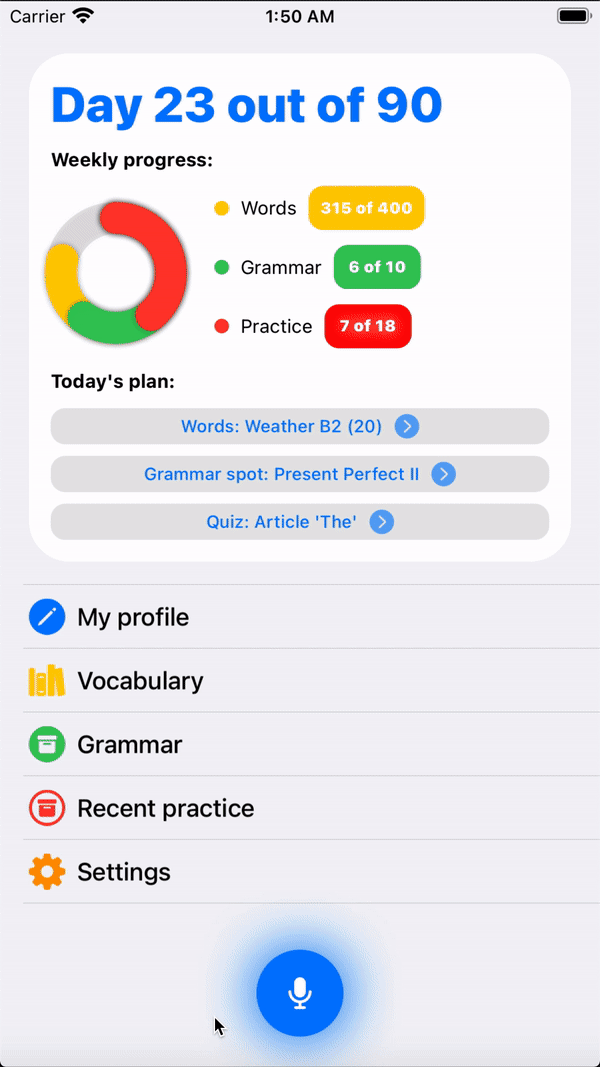 Carrier 1:50 AM
Day 23 out of 90
Weekly progress:
Words 315 of 400
Grammar 6 of 10
Practice 7 of 18
Today's plan:
Words: Weather B2 (20)
Grammar spot: Present Perfect II
Quiz: Article 'The'
My profile
Vocabulary
Grammar
Recent practice
Settings